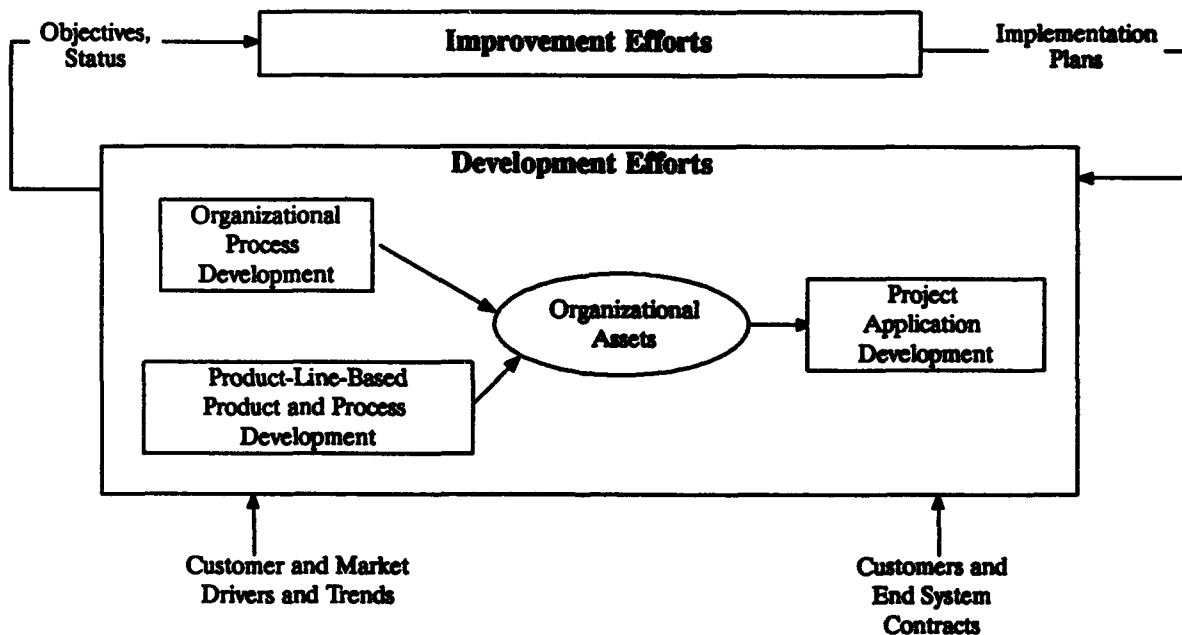 Objectives,
Status
Improvement Efforts
Implementation
Plans
Development Efforts
Organizational
Process
Development
Organizational
Assets
Project
Application
Development
Product-Line-Based
Product and Process
Development
Customer and Market
Drivers and Trends
Customers and
End System
Contracts